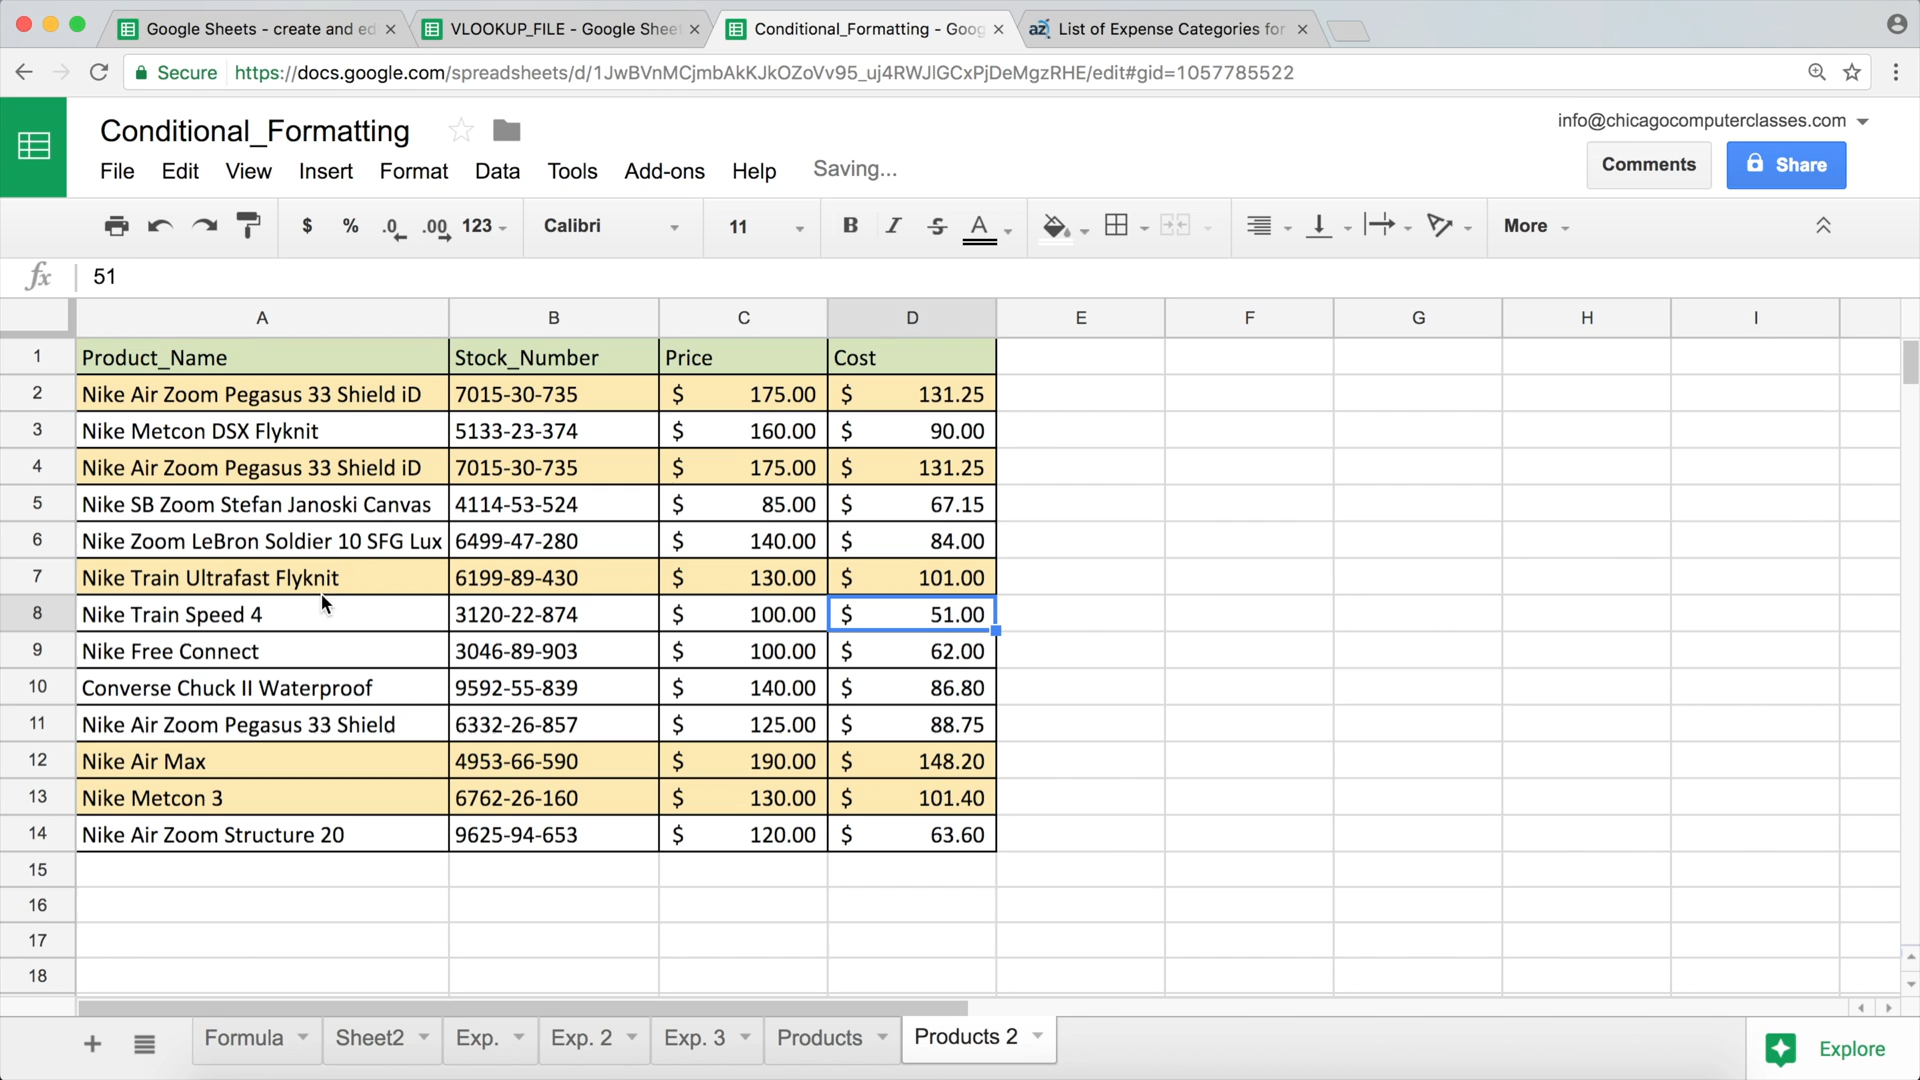 Google Sheets - create and ed
VLOOKUP_FILE - Google Shee
Conditional_Formatting - Goog
az List of Expense Categories for
Secure https://docs.google.com/spreadsheets/d/1JwBVnMCjmbAkKJkOZoVv95_uj4RWJlGCxPjDeMgzRHE/edit#gid=1057785522
Conditional_Formatting
info@chicagocomputerclasses.com
File Edit View Insert Format Data Tools Add-ons Help Saving...
Comments Share
$ % .0 .00 123 Calibri 11 B I S A More
fx 51
A B C D E F G H I
1 Product_Name Stock_Number Price Cost
2 Nike Air Zoom Pegasus 33 Shield iD 7015-30-735 $ 175.00 $ 131.25
3 Nike Metcon DSX Flyknit 5133-23-374 $ 160.00 $ 90.00
4 Nike Air Zoom Pegasus 33 Shield iD 7015-30-735 $ 175.00 $ 131.25
5 Nike SB Zoom Stefan Janoski Canvas 4114-53-524 $ 85.00 $ 67.15
6 Nike Zoom LeBron Soldier 10 SFG Lux 6499-47-280 $ 140.00 $ 84.00
7 Nike Train Ultrafast Flyknit 6199-89-430 $ 130.00 $ 101.00
8 Nike Train Speed 4 3120-22-874 $ 100.00 $ 51.00
9 Nike Free Connect 3046-89-903 $ 100.00 $ 62.00
10 Converse Chuck II Waterproof 9592-55-839 $ 140.00 $ 86.80
11 Nike Air Zoom Pegasus 33 Shield 6332-26-857 $ 125.00 $ 88.75
12 Nike Air Max 4953-66-590 $ 190.00 $ 148.20
13 Nike Metcon 3 6762-26-160 $ 130.00 $ 101.40
14 Nike Air Zoom Structure 20 9625-94-653 $ 120.00 $ 63.60
15
16
17
18
Formula Sheet2 Exp. Exp. 2 Exp. 3 Products Products 2 Explore